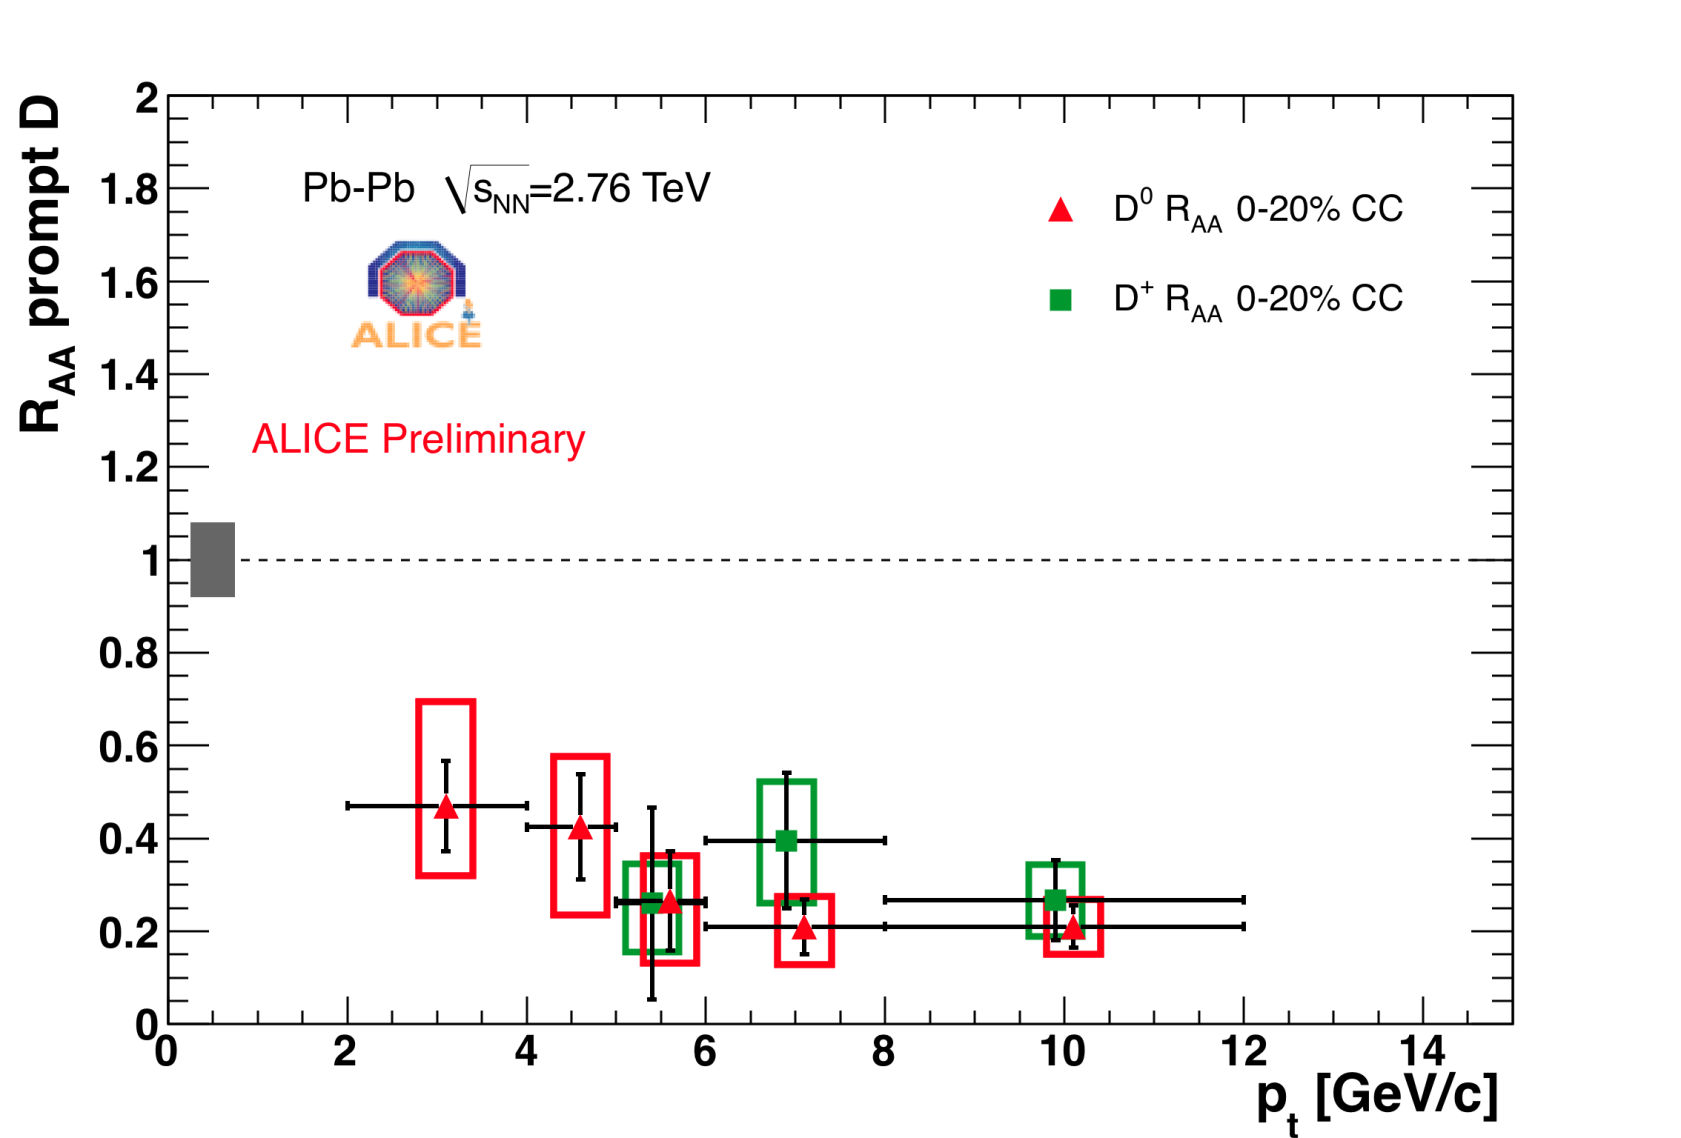 R_AA prompt D
2
1.8
1.6
1.4
1.2
1
0.8
0.6
0.4
0.2
0
Pb-Pb √s_NN=2.76 TeV
ALICE
ALICE Preliminary
D⁰ R_AA 0-20% CC
D⁺ R_AA 0-20% CC
0 2 4 6 8 10 12 14
p_t [GeV/c]